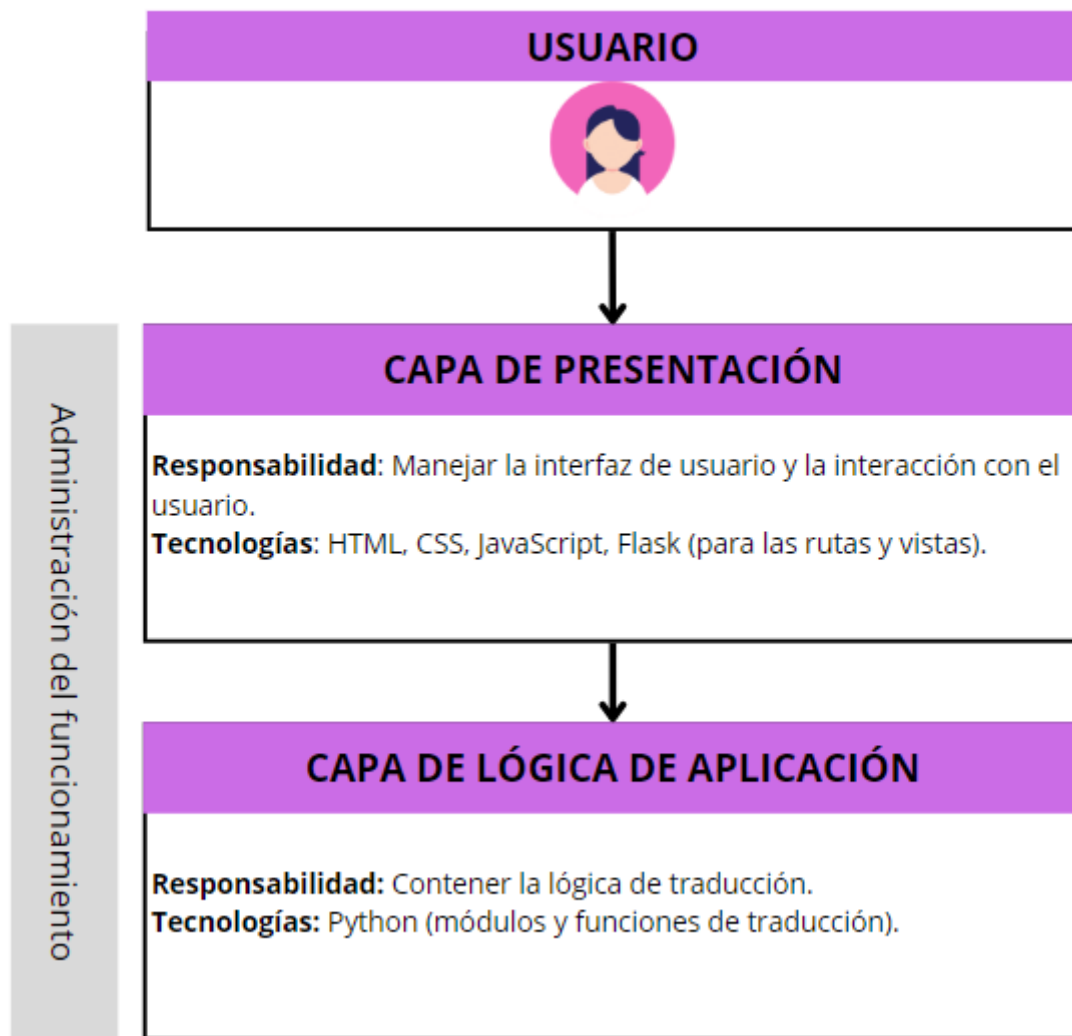 USUARIO
CAPA DE PRESENTACIÓN
Administración del funcionamiento
Responsabilidad: Manejar la interfaz de usuario y la interacción con el
usuario.
Tecnologías: HTML, CSS, JavaScript, Flask (para las rutas y vistas).
CAPA DE LÓGICA DE APLICACIÓN
Responsabilidad: Contener la lógica de traducción.
Tecnologías: Python (módulos y funciones de traducción).